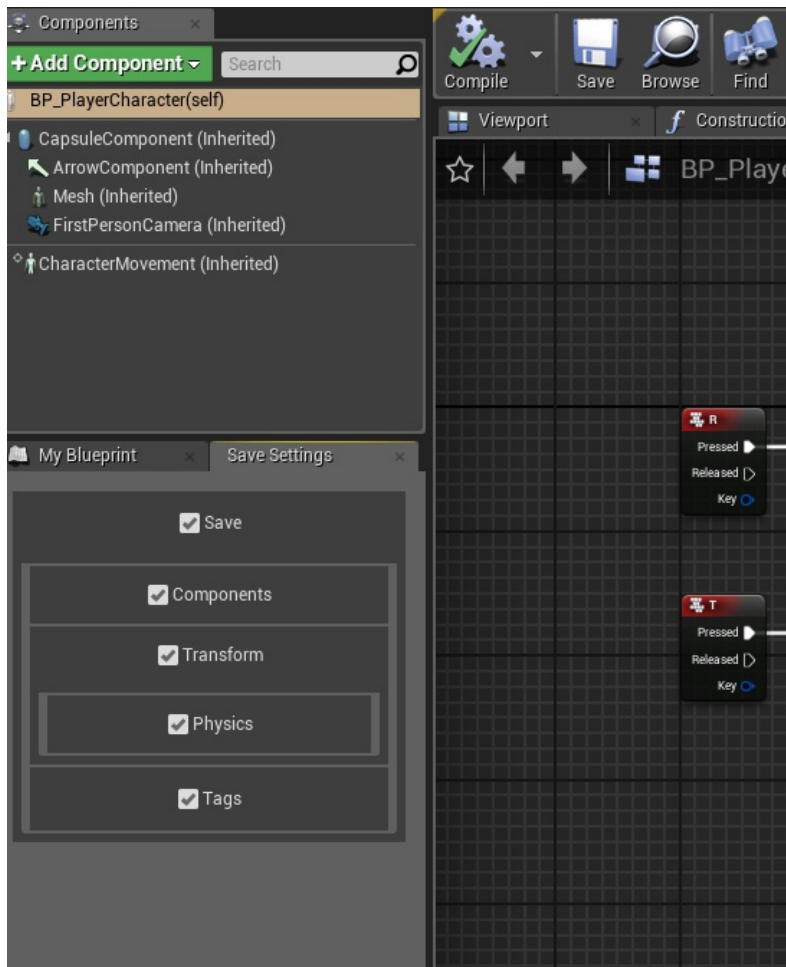 Components
+Add Component
Search
BP_PlayerCharacter(self)
CapsuleComponent (Inherited)
ArrowComponent (Inherited)
Mesh (Inherited)
FirstPersonCamera (Inherited)
CharacterMovement (Inherited)
My Blueprint
Save Settings
Save
Components
Transform
Physics
Tags
Compile
Save
Browse
Find
Viewport
f Constructio
BP_Playe
R
Pressed
Released
Key
T
Pressed
Released
Key